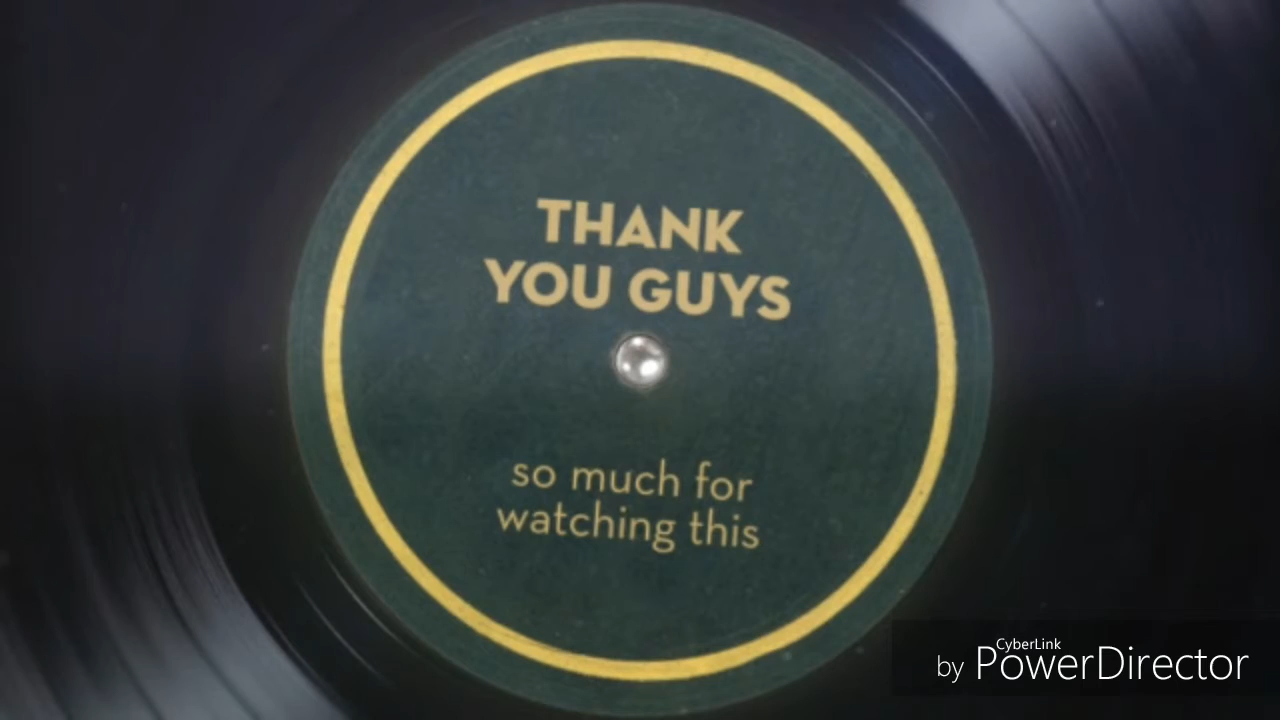 THANK
YOU GUYS
so much for
watching this
by CyberLink PowerDirector